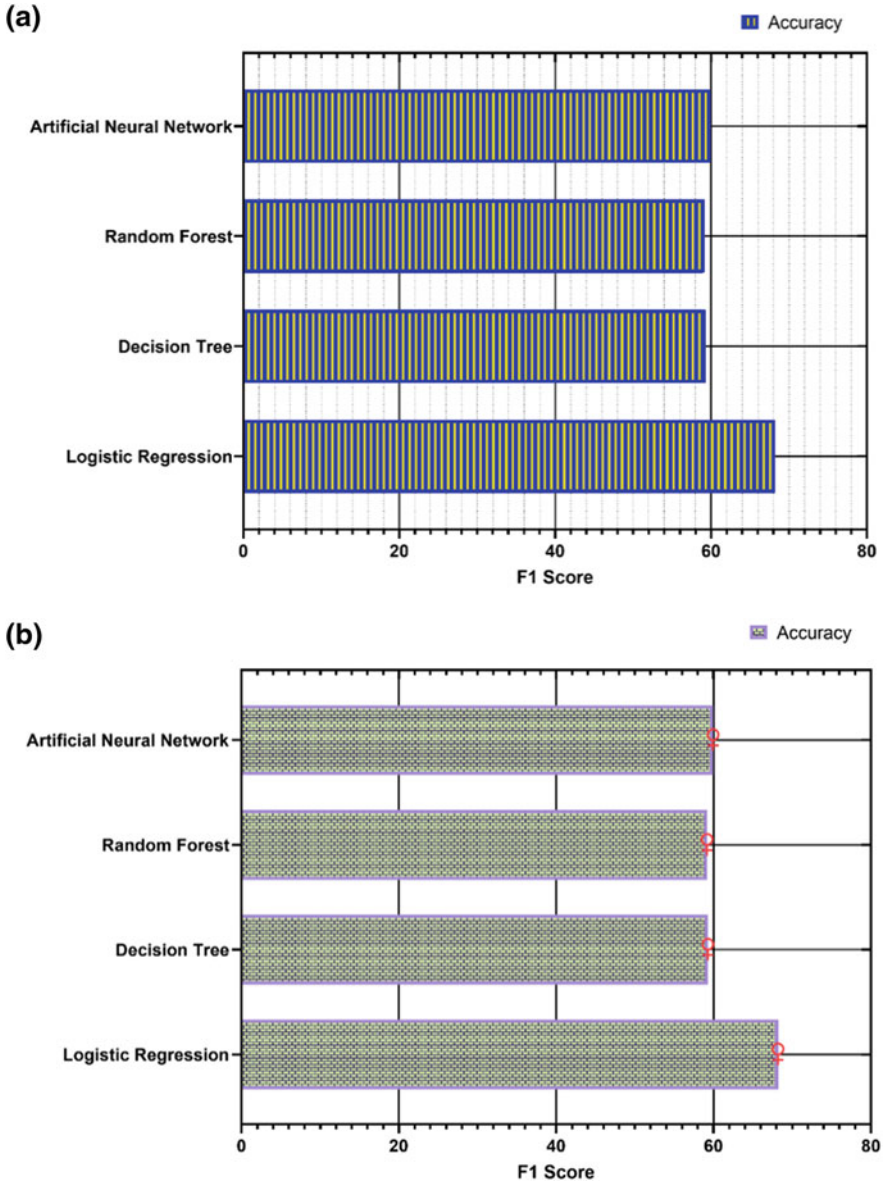 (a)
Accuracy
Artificial Neural Network
Random Forest
Decision Tree
Logistic Regression
0 20 40 60 80
F1 Score
(b)
Accuracy
Artificial Neural Network
Random Forest
Decision Tree
Logistic Regression
0 20 40 60 80
F1 Score